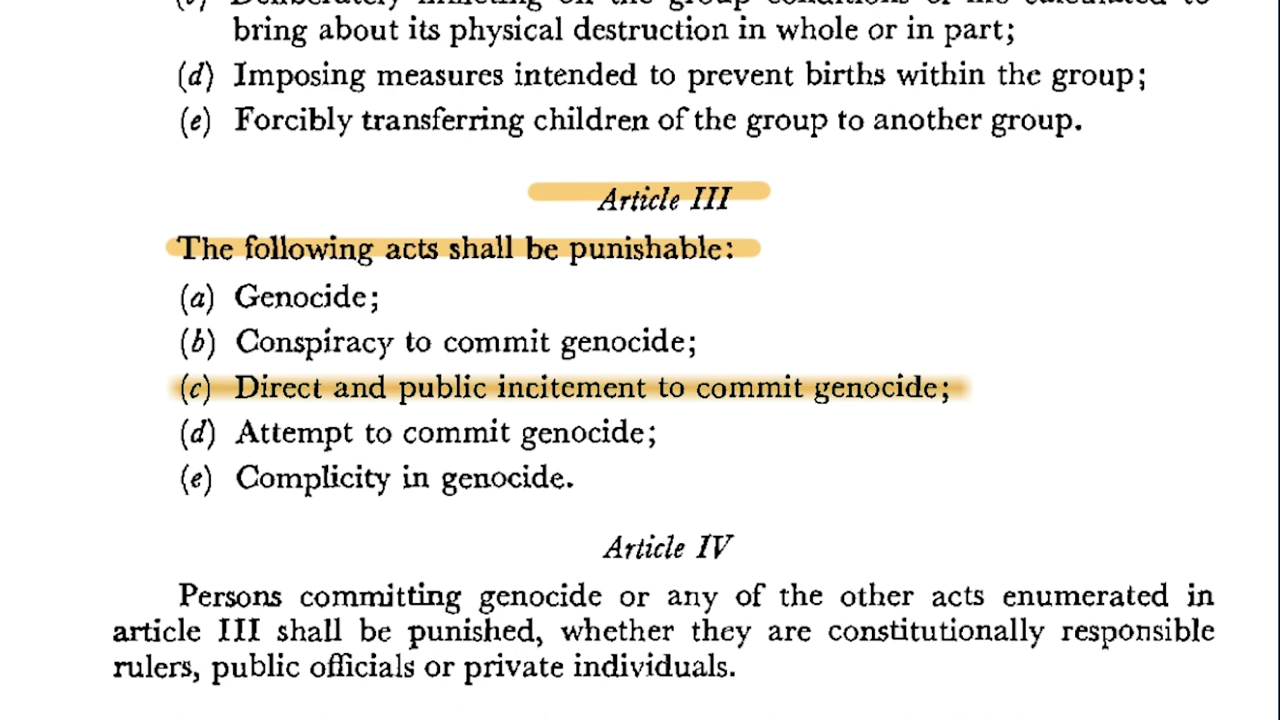 bring about its physical destruction in whole or in part;
(d) Imposing measures intended to prevent births within the group;
(e) Forcibly transferring children of the group to another group.
Article III
The following acts shall be punishable:
(a) Genocide;
(b) Conspiracy to commit genocide;
(c) Direct and public incitement to commit genocide;
(d) Attempt to commit genocide;
(e) Complicity in genocide.
Article IV
Persons committing genocide or any of the other acts enumerated in
article III shall be punished, whether they are constitutionally responsible
rulers, public officials or private individuals.